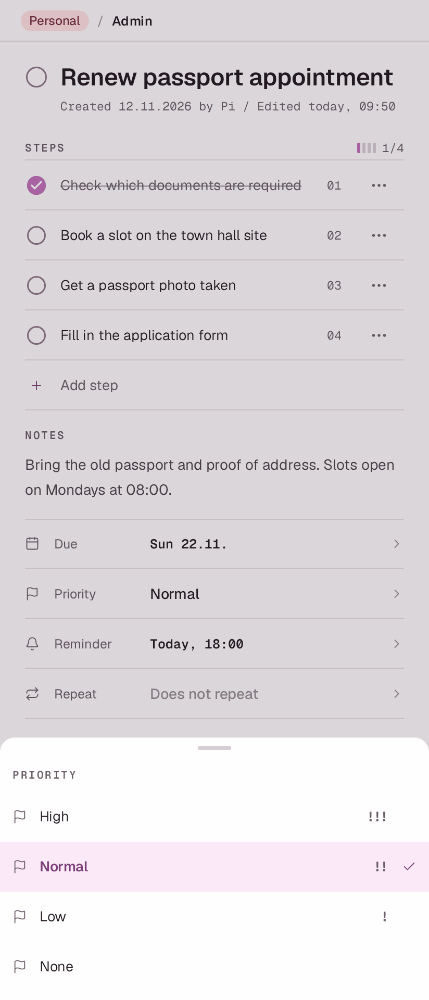 Personal / Admin
Renew passport appointment
Created 12.11.2026 by Pi / Edited today, 09:50
STEPS 1/4
Check which documents are required 01
Book a slot on the town hall site 02
Get a passport photo taken 03
Fill in the application form 04
+ Add step
NOTES
Bring the old passport and proof of address. Slots open
on Mondays at 08:00.
Due Sun 22.11.
Priority Normal
Reminder Today, 18:00
Repeat Does not repeat
PRIORITY
High !!!
Normal !!
Low !
None